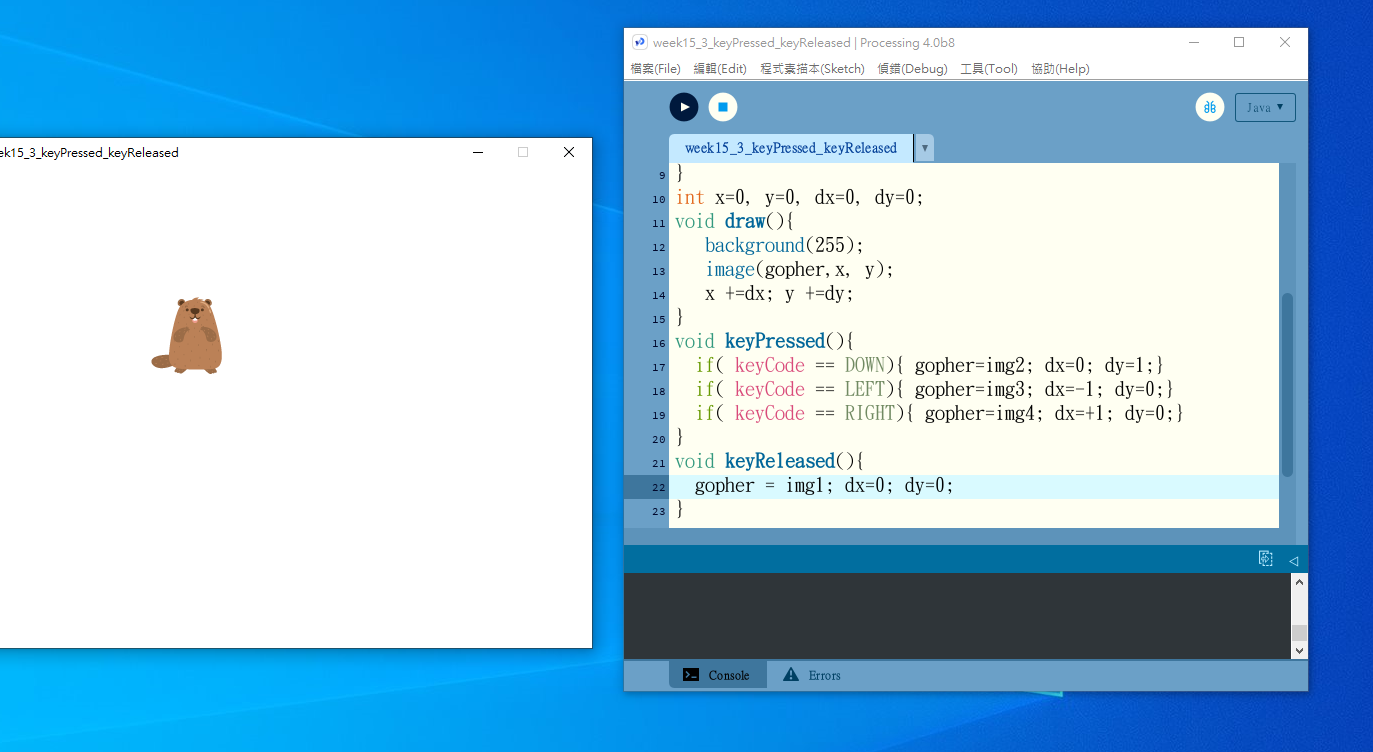 ek15_3_keyPressed_keyReleased
week15_3_keyPressed_keyReleased | Processing 4.0b8
檔案(File) 編輯(Edit) 程式素描本(Sketch) 偵錯(Debug) 工具(Tool) 協助(Help)
Java ▼
week15_3_keyPressed_keyReleased ▼
9 }
10 int x=0, y=0, dx=0, dy=0;
11 void draw(){
12 background(255);
13 image(gopher,x, y);
14 x +=dx; y +=dy;
15 }
16 void keyPressed(){
17 if( keyCode == DOWN){ gopher=img2; dx=0; dy=1;}
18 if( keyCode == LEFT){ gopher=img3; dx=-1; dy=0;}
19 if( keyCode == RIGHT){ gopher=img4; dx=+1; dy=0;}
20 }
21 void keyReleased(){
22 gopher = img1; dx=0; dy=0;
23 }
Console Errors